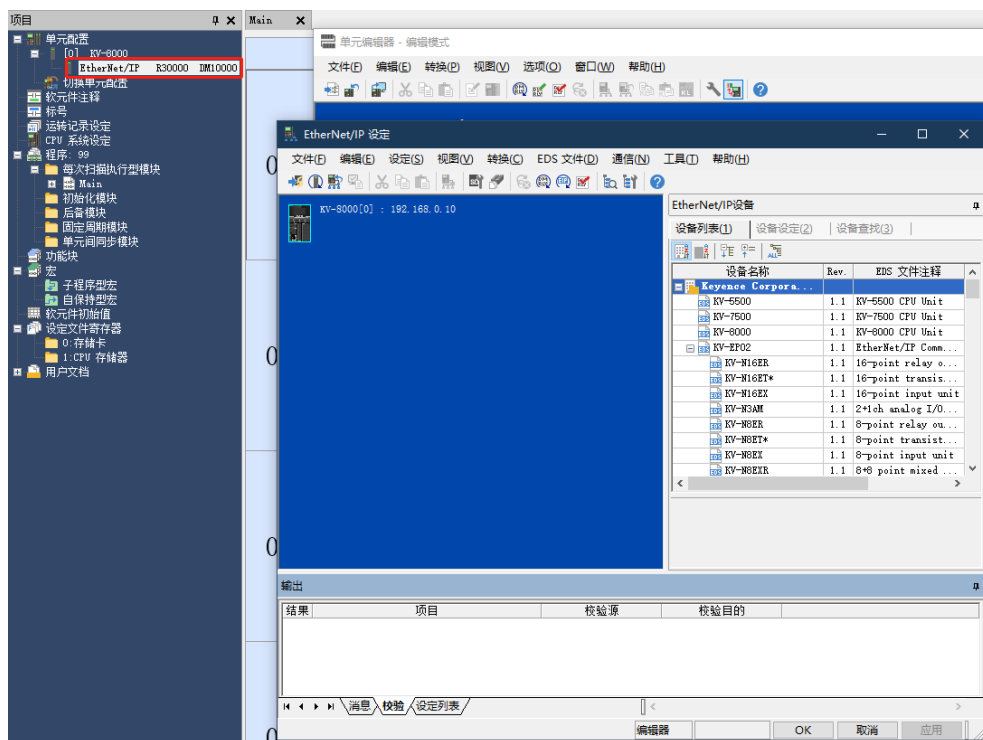 项目
单元配置
[0] KV-8000
EtherNet/IP R30000 DM10000
切换单元配置
软元件注释
标号
运转记录设定
CPU 系统设定
程序: 99
每次扫描执行型模块
Main
初始化模块
后备模块
固定周期模块
单元间同步模块
功能块
宏
子程序型宏
自保持型宏
软元件初始值
设定文件寄存器
0:存储卡
1:CPU 存储器
用户文档
Main
单元编辑器 - 编辑模式
文件(F) 编辑(E) 转换(P) 视图(V) 选项(O) 窗口(W) 帮助(H)
EtherNet/IP 设定
文件(F) 编辑(E) 设定(S) 视图(V) 转换(C) EDS 文件(D) 通信(N) 工具(T) 帮助(H)
KV-8000[0] : 192.168.0.10
EtherNet/IP设备
设备列表(1) 设备设定(2) 设备查找(3)
设备名称 Rev. EDS 文件注释
Keyence Corpora...
KV-5500 1.1 KV-5500 CPU Unit
KV-7500 1.1 KV-7500 CPU Unit
KV-8000 1.1 KV-8000 CPU Unit
KV-EP02 1.1 EtherNet/IP Comm...
KV-N16ER 1.1 16-point relay o...
KV-N16ET* 1.1 16-point transis...
KV-N16EX 1.1 16-point input unit
KV-N3AM 1.1 2+1ch analog I/O...
KV-N8ER 1.1 8-point relay ou...
KV-N8ET* 1.1 8-point transist...
KV-N8EX 1.1 8-point input unit
KV-N8EXR 1.1 8+8 point mixed ...
输出
结果 项目 校验源 校验目的
消息 校验 设定列表
编辑器 OK 取消 应用